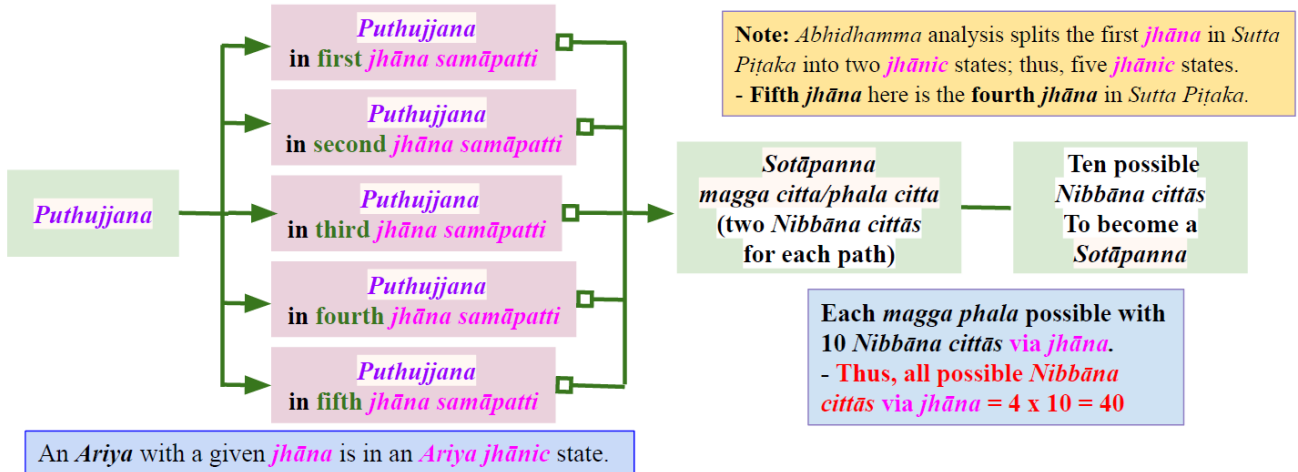 Puthujjana
Puthujjana
in first jhāna samāpatti
Puthujjana
in second jhāna samāpatti
Puthujjana
in third jhāna samāpatti
Puthujjana
in fourth jhāna samāpatti
Puthujjana
in fifth jhāna samāpatti
An Ariya with a given jhāna is in an Ariya jhānic state.
Note: Abhidhamma analysis splits the first jhāna in Sutta
Piṭaka into two jhānic states; thus, five jhānic states.
- Fifth jhāna here is the fourth jhāna in Sutta Piṭaka.
Sotāpanna
magga citta/phala citta
(two Nibbāna cittās
for each path)
Ten possible
Nibbāna cittās
To become a
Sotāpanna
Each magga phala possible with
10 Nibbāna cittās via jhāna.
- Thus, all possible Nibbāna
cittās via jhāna = 4 x 10 = 40